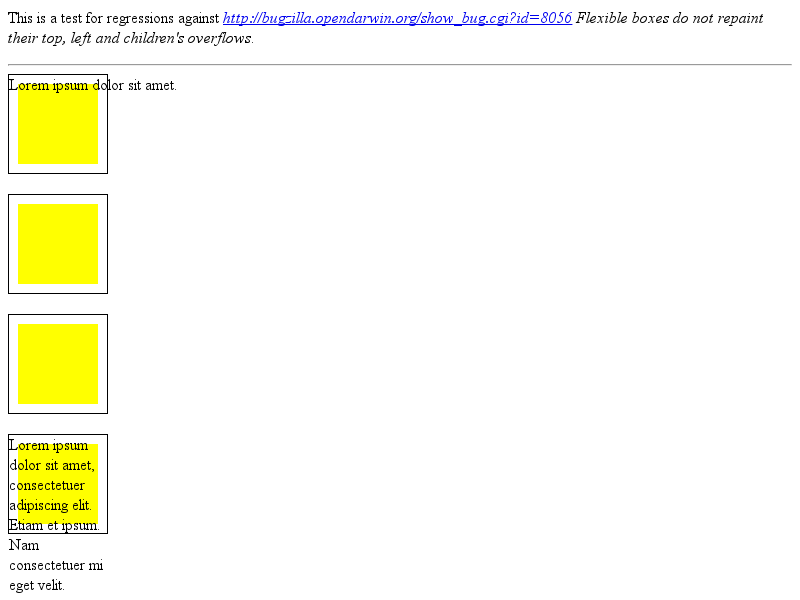 This is a test for regressions against http://bugzilla.opendarwin.org/show_bug.cgi?id=8056 Flexible boxes do not repaint
their top, left and children's overflows.
Lorem ipsum dolor sit amet.
Lorem ipsum
dolor sit amet,
consectetuer
adipiscing elit.
Etiam et ipsum.
Nam
consectetuer mi
eget velit.